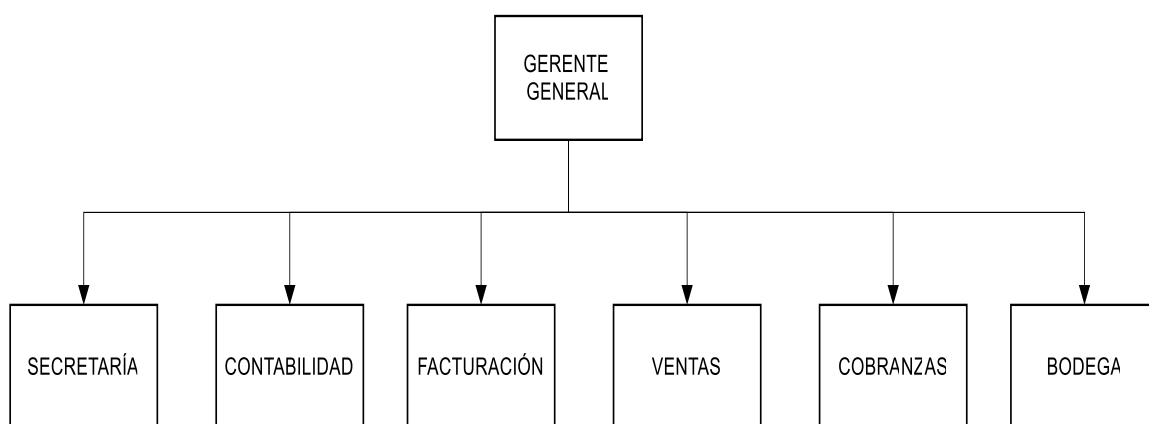 GERENTE
GENERAL
SECRETARÍA
CONTABILIDAD
FACTURACIÓN
VENTAS
COBRANZAS
BODEGA